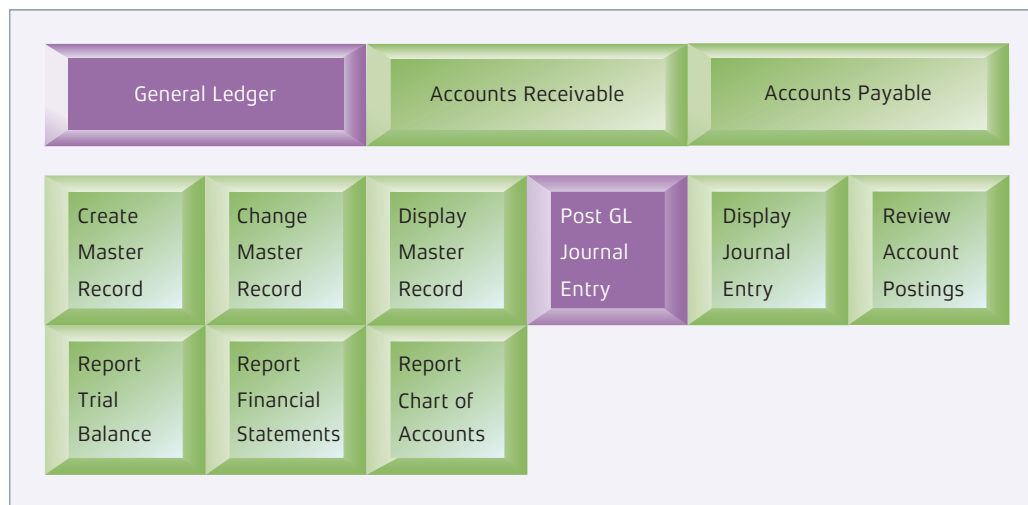 General Ledger
Accounts Receivable
Accounts Payable
Create
Master
Record
Change
Master
Record
Display
Master
Record
Post GL
Journal
Entry
Display
Journal
Entry
Review
Account
Postings
Report
Trial
Balance
Report
Financial
Statements
Report
Chart of
Accounts